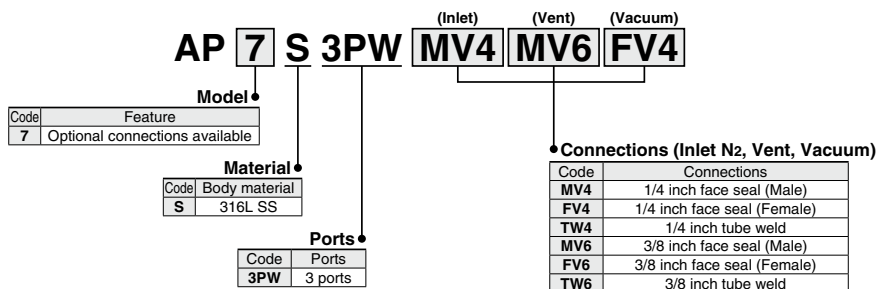 (Inlet) (Vent) (Vacuum)
AP 7 S 3PW MV4 MV6 FV4
Model
Code Feature
7 Optional connections available
Material
Code Body material
S 316L SS
Ports
Code Ports
3PW 3 ports
Connections (Inlet N2, Vent, Vacuum)
Code Connections
MV4 1/4 inch face seal (Male)
FV4 1/4 inch face seal (Female)
TW4 1/4 inch tube weld
MV6 3/8 inch face seal (Male)
FV6 3/8 inch face seal (Female)
TW6 3/8 inch tube weld